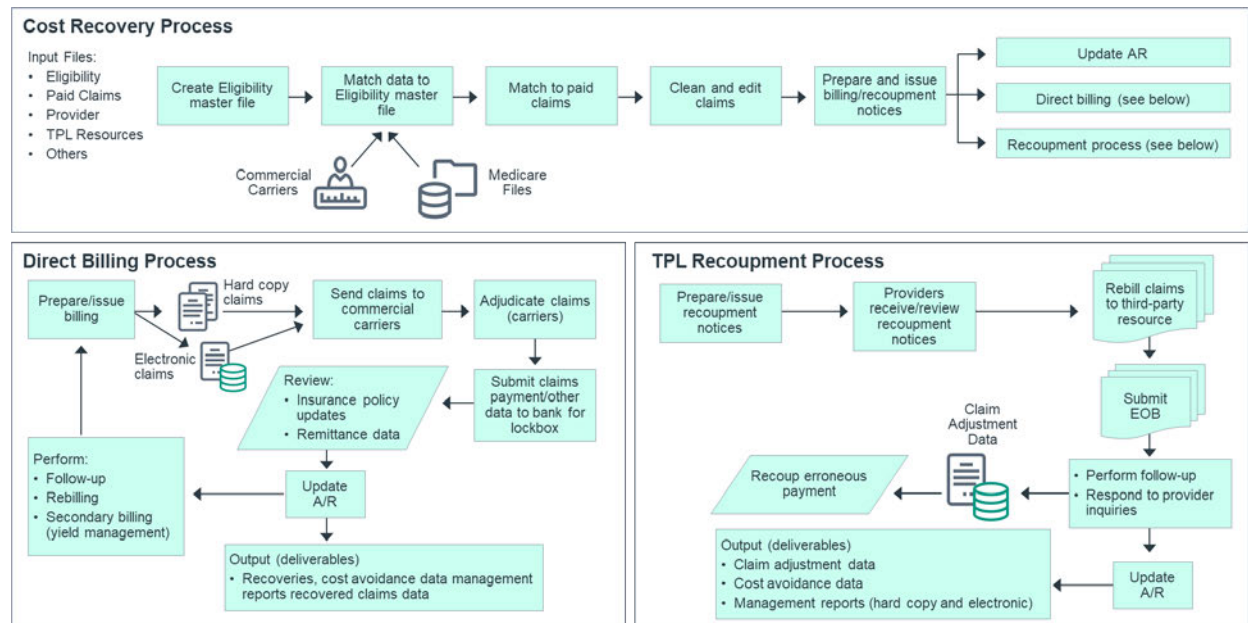 Cost Recovery Process
Input Files:
• Eligibility
• Paid Claims
• Provider
• TPL Resources
• Others
Create Eligibility
master file
Match data to
Eligibility master
file
Match to paid
claims
Clean and edit
claims
Prepare and issue
billing/recoupment
notices
Update AR
Direct billing (see below)
Recoupment process (see below)
Commercial
Carriers
Medicare
Files
Direct Billing Process
Prepare/issue
billing
Hard copy
claims
Electronic
claims
Send claims to
commercial
carriers
Adjudicate claims
(carriers)
Submit claims
payment/other
data to bank for
lockbox
Review:
• Insurance policy
updates
• Remittance data
Update
A/R
Perform:
• Follow-up
• Rebilling
• Secondary billing
(yield management)
Output (deliverables)
• Recoveries, cost avoidance data management
reports recovered claims data
TPL Recoupment Process
Prepare/issue
recoupment
notices
Providers
receive/review
recoupment
notices
Rebill claims
to third-party
resource
Submit
EOB
• Perform follow-up
• Respond to provider
inquiries
Claim
Adjustment
Data
Recoup erroneous
payment
Update
A/R
Output (deliverables)
• Claim adjustment data
• Cost avoidance data
• Management reports (hard copy and electronic)